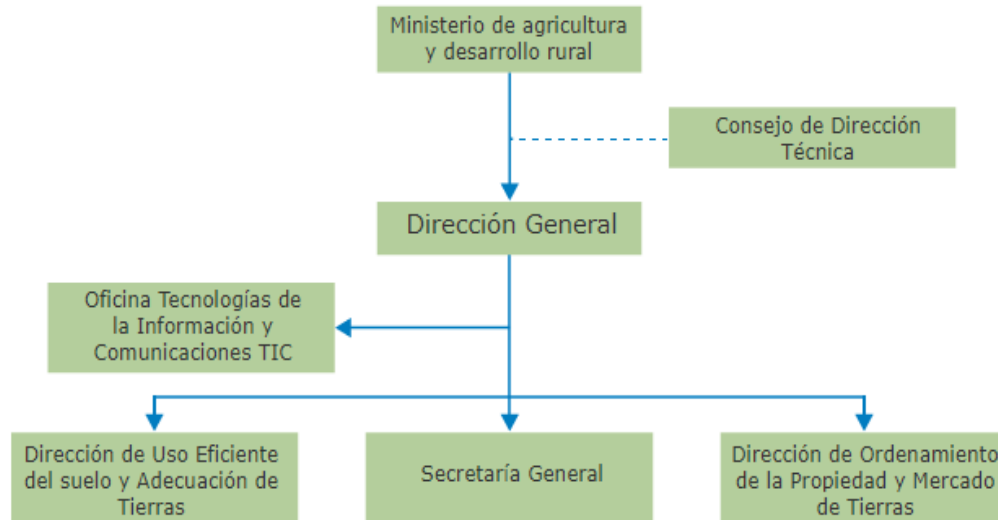 Ministerio de agricultura
y desarrollo rural
Consejo de Dirección
Técnica
Dirección General
Oficina Tecnologías de
la Información y
Comunicaciones TIC
Dirección de Uso Eficiente
del suelo y Adecuación de
Tierras
Secretaría General
Dirección de Ordenamiento
de la Propiedad y Mercado
de Tierras